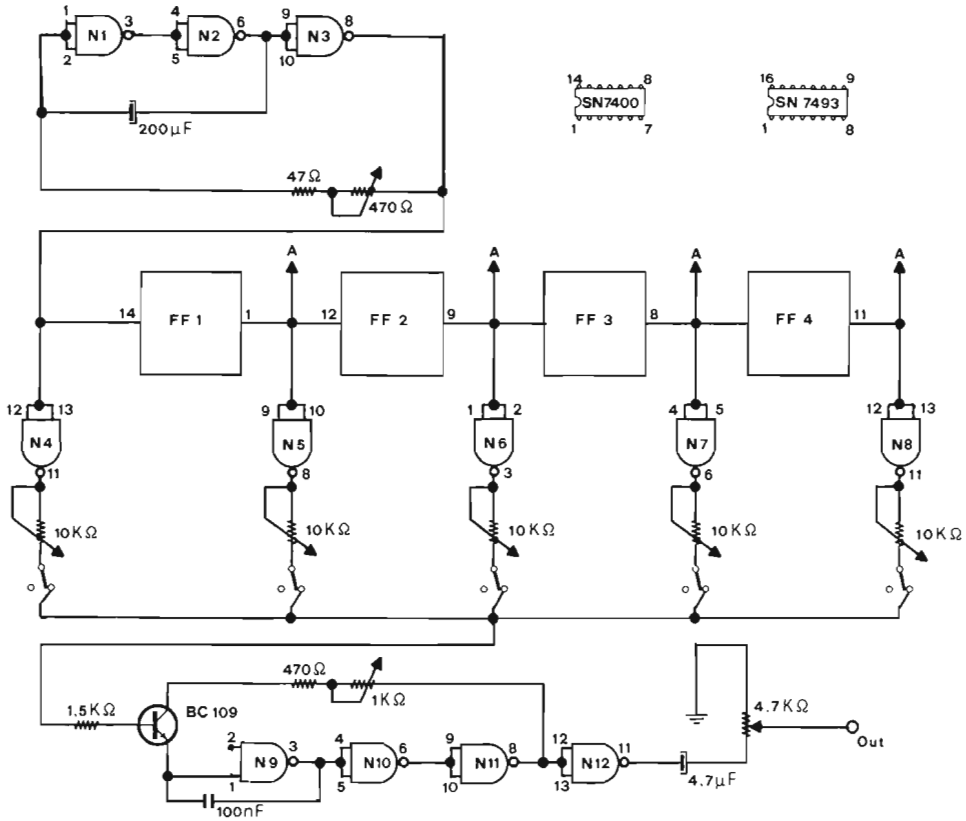 1 3 4 6 9 8
N1 N2 N3
2 5 10
14 8 16 9
SN7400 SN 7493
1 7 1 8
200µF
47Ω
470Ω
A A A A
14 FF 1 1 12 FF 2 9 FF 3 8 FF 4 11
12 13 9 10 1 2 4 5 12 13
N4 N5 N6 N7 N8
11 8 3 6 11
10KΩ 10KΩ 10KΩ 10KΩ 10KΩ
470Ω
1KΩ
1,5KΩ BC 109 4.7KΩ
Out
2 3 4 6 9 8 12 11
N9 N10 N11 N12
1 5 10 13
100nF 4.7µF